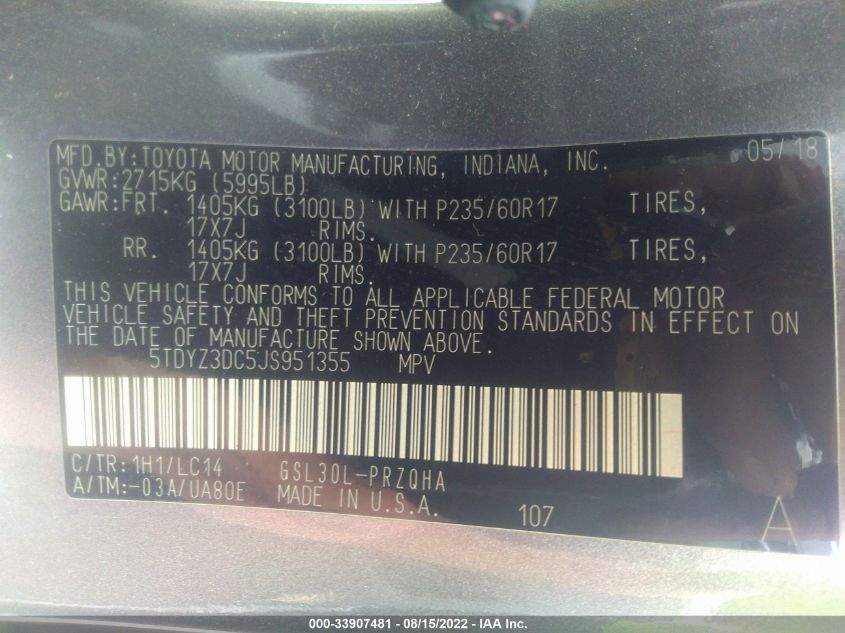 MFD.BY:TOYOTA MOTOR MANUFACTURING, INDIANA, INC. 05/18
GVWR:2715KG (5995LB)
GAWR:FRT. 1405KG (3100LB) WITH P235/60R17 TIRES,
17X7J RIMS.
RR. 1405KG (3100LB) WITH P235/60R17 TIRES,
17X7J RIMS.
THIS VEHICLE CONFORMS TO ALL APPLICABLE FEDERAL MOTOR
VEHICLE SAFETY AND THEFT PREVENTION STANDARDS IN EFFECT ON
THE DATE OF MANUFACTURE SHOWN ABOVE.
5TDYZ3DC5JS951355 MPV
C/TR:1H1/LC14 GSL30L-PRZQHA
A/TM:-03A/UA80E MADE IN U.S.A.
107 A
000-33907481 - 08/15/2022 - IAA Inc.